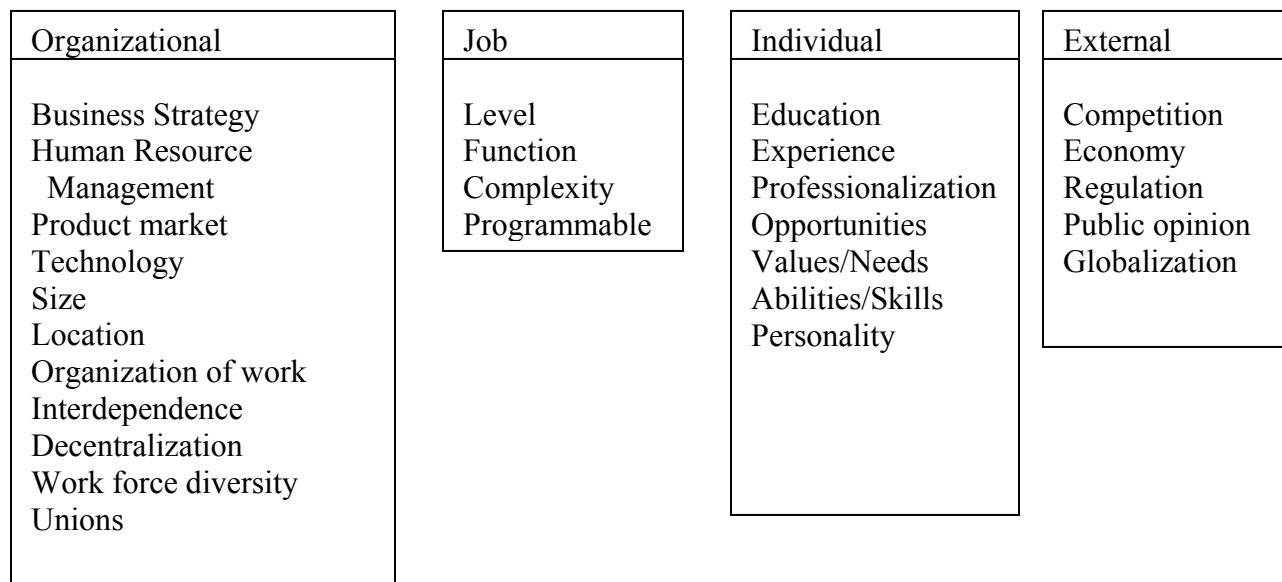 Organizational
Business Strategy
Human Resource
Management
Product market
Technology
Size
Location
Organization of work
Interdependence
Decentralization
Work force diversity
Unions
Job
Level
Function
Complexity
Programmable
Individual
Education
Experience
Professionalization
Opportunities
Values/Needs
Abilities/Skills
Personality
External
Competition
Economy
Regulation
Public opinion
Globalization